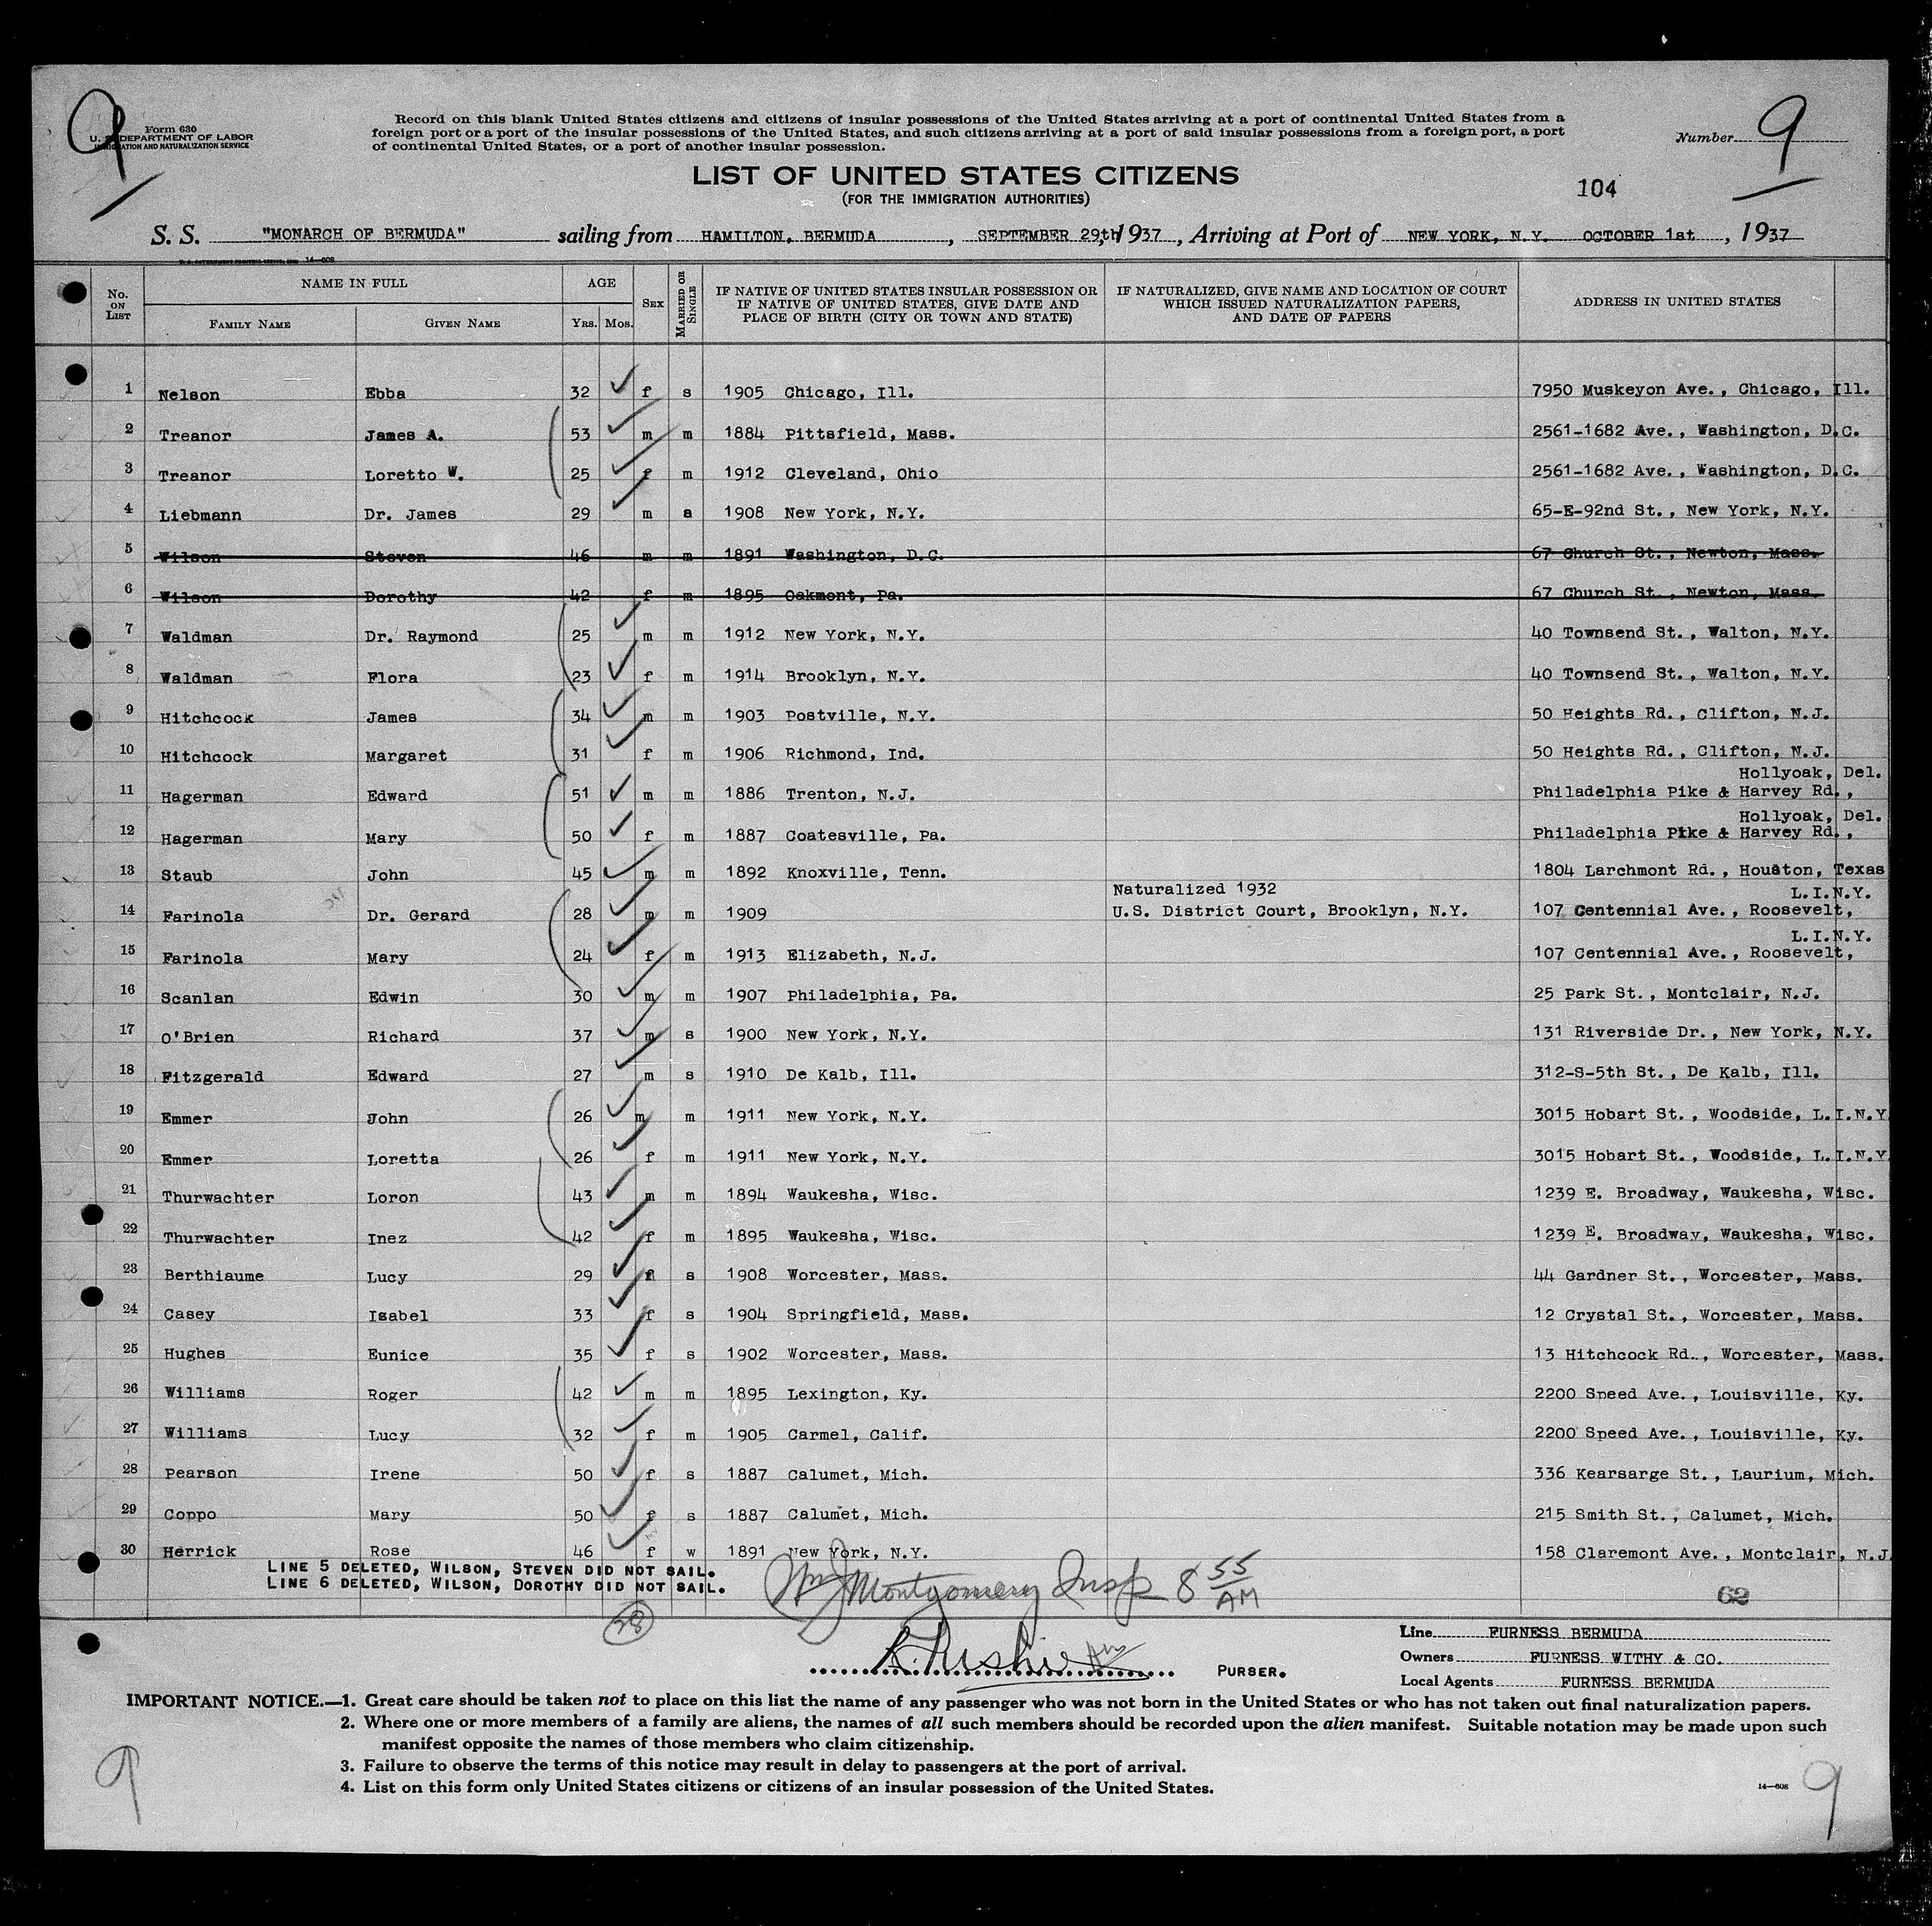 9
Form 630
U. S. DEPARTMENT OF LABOR
IMMIGRATION AND NATURALIZATION SERVICE
Record on this blank United States citizens and citizens of insular possessions of the United States arriving at a port of continental United States from a
foreign port or a port of the insular possessions of the United States, and such citizens arriving at a port of said insular possessions from a foreign port, a port
of continental United States, or a port of another insular possession.
Number 9
LIST OF UNITED STATES CITIZENS
(FOR THE IMMIGRATION AUTHORITIES)
104
S. S. "MONARCH OF BERMUDA" sailing from HAMILTON, BERMUDA, SEPTEMBER 29th, 1937, Arriving at Port of NEW YORK, N.Y. OCTOBER 1st, 1937
14—608
No. ON LIST NAME IN FULL AGE SEX MARRIED OR SINGLE IF NATIVE OF UNITED STATES INSULAR POSSESSION OR IF NATIVE OF UNITED STATES, GIVE DATE AND PLACE OF BIRTH (CITY OR TOWN AND STATE) IF NATURALIZED, GIVE NAME AND LOCATION OF COURT WHICH ISSUED NATURALIZATION PAPERS, AND DATE OF PAPERS ADDRESS IN UNITED STATES
FAMILY NAME GIVEN NAME YRS. MOS.
1 Nelson Ebba 32 f s 1905 Chicago, Ill. 7950 Muskeyon Ave., Chicago, Ill.
2 Treanor James A. 53 m m 1884 Pittsfield, Mass. 2561-1682 Ave., Washington, D.C.
3 Treanor Loretto W. 25 f m 1912 Cleveland, Ohio 2561-1682 Ave., Washington, D.C.
4 Liebmann Dr. James 29 m s 1908 New York, N.Y. 65-E-92nd St., New York, N.Y.
5 Wilson Steven 46 m m 1891 Washington, D.C. 67 Church St., Newton, Mass.
6 Wilson Dorothy 42 f m 1895 Oakmont, Pa. 67 Church St., Newton, Mass.
7 Waldman Dr. Raymond 25 m m 1912 New York, N.Y. 40 Townsend St., Walton, N.Y.
8 Waldman Flora 23 f m 1914 Brooklyn, N.Y. 40 Townsend St., Walton, N.Y.
9 Hitchcock James 34 m m 1903 Postville, N.Y. 50 Heights Rd., Clifton, N.J.
10 Hitchcock Margaret 31 f m 1906 Richmond, Ind. 50 Heights Rd., Clifton, N.J.
Hollyoak, Del.
11 Hagerman Edward 51 m m 1886 Trenton, N.J. Philadelphia Pike & Harvey Rd.,
Hollyoak, Del.
12 Hagerman Mary 50 f m 1887 Coatesville, Pa. Philadelphia Pike & Harvey Rd.,
13 Staub John 45 m m 1892 Knoxville, Tenn. 1804 Larchmont Rd., Houston, Texas
Naturalized 1932 L.I.N.Y.
14 Farinola Dr. Gerard 28 m m 1909 U.S. District Court, Brooklyn, N.Y. 107 Centennial Ave., Roosevelt,
L.I.N.Y.
15 Farinola Mary 24 f m 1913 Elizabeth, N.J. 107 Centennial Ave., Roosevelt,
16 Scanlan Edwin 30 m m 1907 Philadelphia, Pa. 25 Park St., Montclair, N.J.
17 O'Brien Richard 37 m s 1900 New York, N.Y. 131 Riverside Dr., New York, N.Y.
18 Fitzgerald Edward 27 m s 1910 De Kalb, Ill. 312-S-5th St., De Kalb, Ill.
19 Emmer John 26 m m 1911 New York, N.Y. 3015 Hobart St., Woodside, L.I.N.Y
20 Emmer Loretta 26 f m 1911 New York, N.Y. 3015 Hobart St., Woodside, L.I.N.Y
21 Thurwachter Loron 43 m m 1894 Waukesha, Wisc. 1239 E. Broadway, Waukesha, Wisc.
22 Thurwachter Inez 42 f m 1895 Waukesha, Wisc. 1239 E. Broadway, Waukesha, Wisc.
23 Berthiaume Lucy 29 f s 1908 Worcester, Mass. 44 Gardner St., Worcester, Mass.
24 Casey Isabel 33 f s 1904 Springfield, Mass. 12 Crystal St., Worcester, Mass.
25 Hughes Eunice 35 f s 1902 Worcester, Mass. 13 Hitchcock Rd., Worcester, Mass.
26 Williams Roger 42 m m 1895 Lexington, Ky. 2200 Speed Ave., Louisville, Ky.
27 Williams Lucy 32 f m 1905 Carmel, Calif. 2200 Speed Ave., Louisville, Ky.
28 Pearson Irene 50 f s 1887 Calumet, Mich. 336 Kearsarge St., Laurium, Mich.
29 Coppo Mary 50 f s 1887 Calumet, Mich. 215 Smith St., Calumet, Mich.
30 Herrick Rose 46 f w 1891 New York, N.Y. 158 Claremont Ave., Montclair, N.J
LINE 5 DELETED, WILSON, STEVEN DID NOT SAIL.
LINE 6 DELETED, WILSON, DOROTHY DID NOT SAIL.
Wm J Montgomery Insp 8 55 AM
62
28
PURSER.
Line FURNESS BERMUDA
Owners FURNESS WITHY & CO.
Local Agents FURNESS BERMUDA
IMPORTANT NOTICE.—1. Great care should be taken not to place on this list the name of any passenger who was not born in the United States or who has not taken out final naturalization papers.
2. Where one or more members of a family are aliens, the names of all such members should be recorded upon the alien manifest. Suitable notation may be made upon such
manifest opposite the names of those members who claim citizenship.
3. Failure to observe the terms of this notice may result in delay to passengers at the port of arrival.
4. List on this form only United States citizens or citizens of an insular possession of the United States.
14—608
9
9